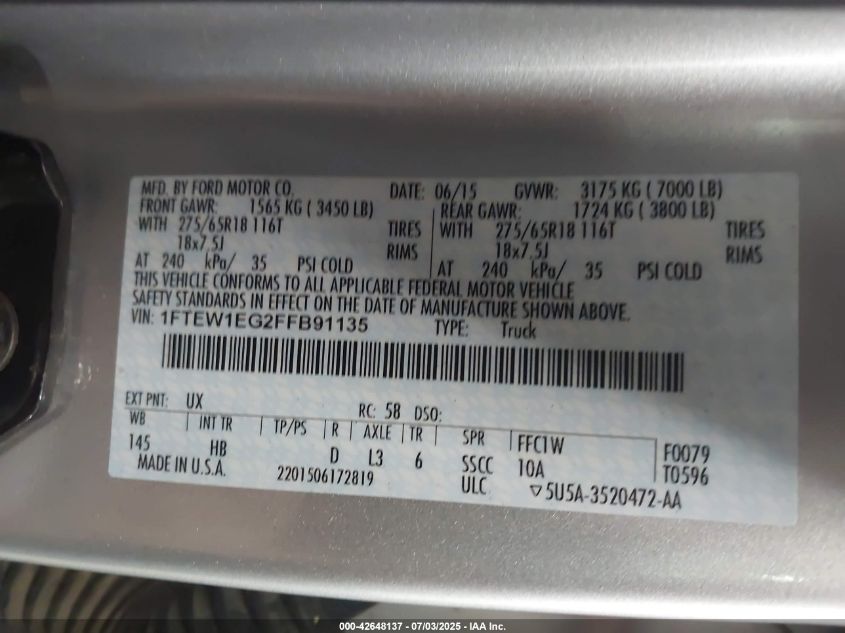 MFD. BY FORD MOTOR CO. DATE: 06/15 GVWR: 3175 KG ( 7000 LB)
FRONT GAWR: 1565 KG ( 3450 LB) REAR GAWR: 1724 KG ( 3800 LB)
WITH 275/65R18 116T TIRES WITH 275/65R18 116T TIRES
18x7.5J RIMS 18x7.5J RIMS
AT 240 kPa/ 35 PSI COLD AT 240 kPa/ 35 PSI COLD
THIS VEHICLE CONFORMS TO ALL APPLICABLE FEDERAL MOTOR VEHICLE
SAFETY STANDARDS IN EFFECT ON THE DATE OF MANUFACTURE SHOWN ABOVE.
VIN: 1FTEW1EG2FFB91135 TYPE: Truck
EXT PNT: UX RC: 58 DSO:
WB INT TR TP/PS R AXLE TR SPR FFC1W F0079
145 HB D L3 6 SSCC 10A T0596
MADE IN U.S.A. 2201506172819 ULC ▽5U5A-3520472-AA
000-42648137 - 07/03/2025 - IAA Inc.